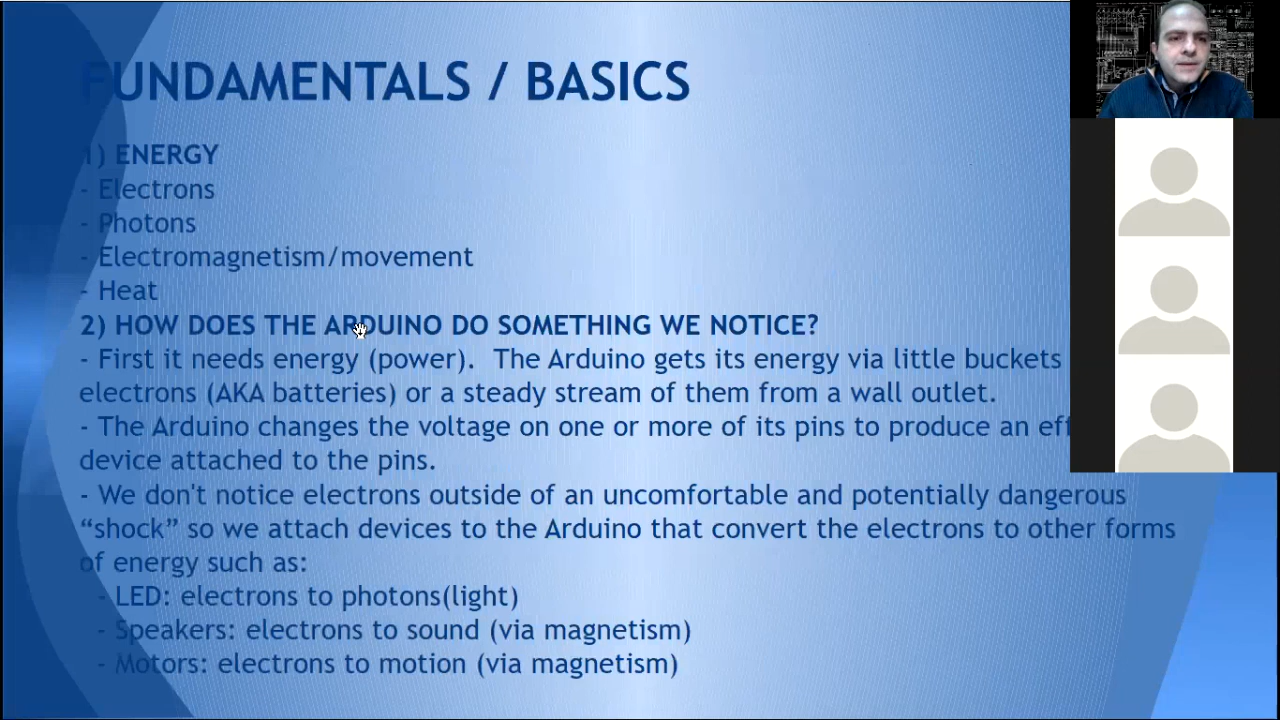 FUNDAMENTALS / BASICS
1) ENERGY
- Electrons
- Photons
- Electromagnetism/movement
- Heat
2) HOW DOES THE ARDUINO DO SOMETHING WE NOTICE?
- First it needs energy (power).  The Arduino gets its energy via little buckets
electrons (AKA batteries) or a steady stream of them from a wall outlet.
- The Arduino changes the voltage on one or more of its pins to produce an
device attached to the pins.
- We don't notice electrons outside of an uncomfortable and potentially dangerous
“shock” so we attach devices to the Arduino that convert the electrons to other forms
of energy such as:
- LED: electrons to photons(light)
- Speakers: electrons to sound (via magnetism)
- Motors: electrons to motion (via magnetism)